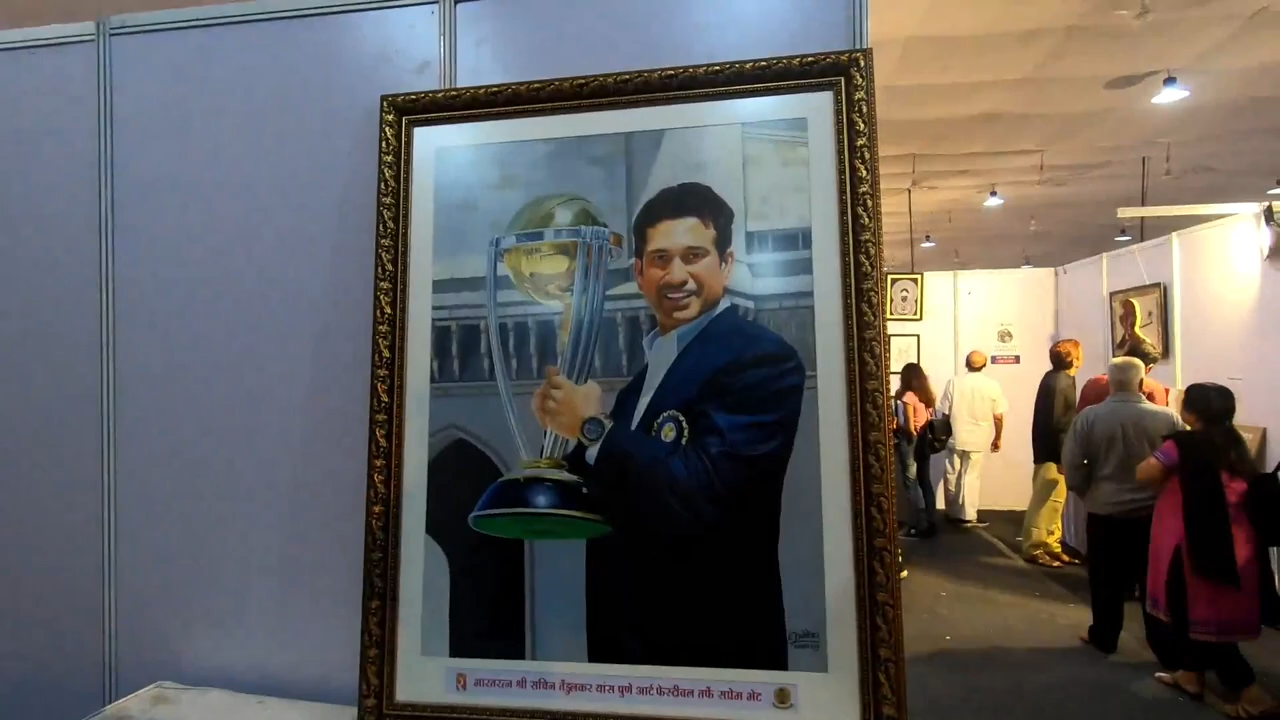 भारतरत्न श्री सचिन तेंडुलकर यांस पुणे आर्ट फेस्टीवल तर्फे सप्रेम भेट